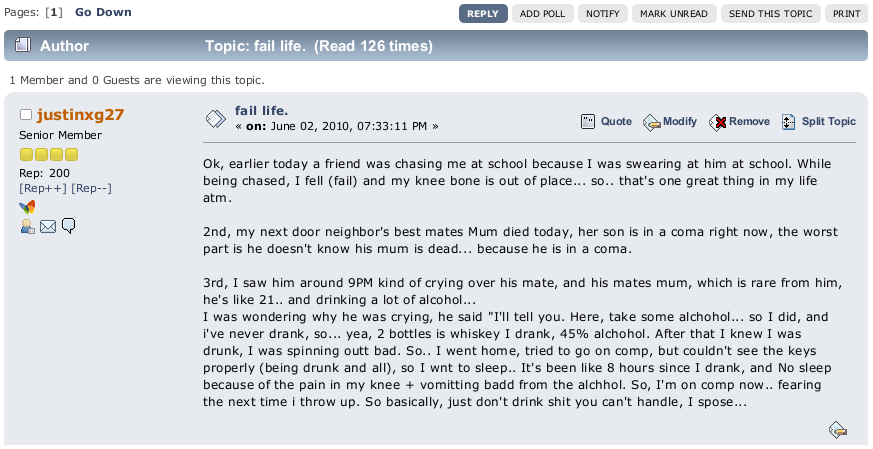 Pages: [1] Go Down
REPLY ADD POLL NOTIFY MARK UNREAD SEND THIS TOPIC PRINT
Author Topic: fail life. (Read 126 times)
1 Member and 0 Guests are viewing this topic.
justinxg27
Senior Member
Rep: 200
[Rep++] [Rep--]
fail life.
« on: June 02, 2010, 07:33:11 PM »
Quote Modify Remove Split Topic
Ok, earlier today a friend was chasing me at school because I was swearing at him at school. While
being chased, I fell (fail) and my knee bone is out of place... so.. that's one great thing in my life
atm.
2nd, my next door neighbor's best mates Mum died today, her son is in a coma right now, the worst
part is he doesn't know his mum is dead... because he is in a coma.
3rd, I saw him around 9PM kind of crying over his mate, and his mates mum, which is rare from him,
he's like 21.. and drinking a lot of alcohol...
I was wondering why he was crying, he said "I'll tell you. Here, take some alchohol... so I did, and
i've never drank, so... yea, 2 bottles is whiskey I drank, 45% alchohol. After that I knew I was
drunk, I was spinning outt bad. So.. I went home, tried to go on comp, but couldn't see the keys
properly (being drunk and all), so I wnt to sleep.. It's been like 8 hours since I drank, and No sleep
because of the pain in my knee + vomitting badd from the alchhol. So, I'm on comp now.. fearing
the next time i throw up. So basically, just don't drink shit you can't handle, I spose...